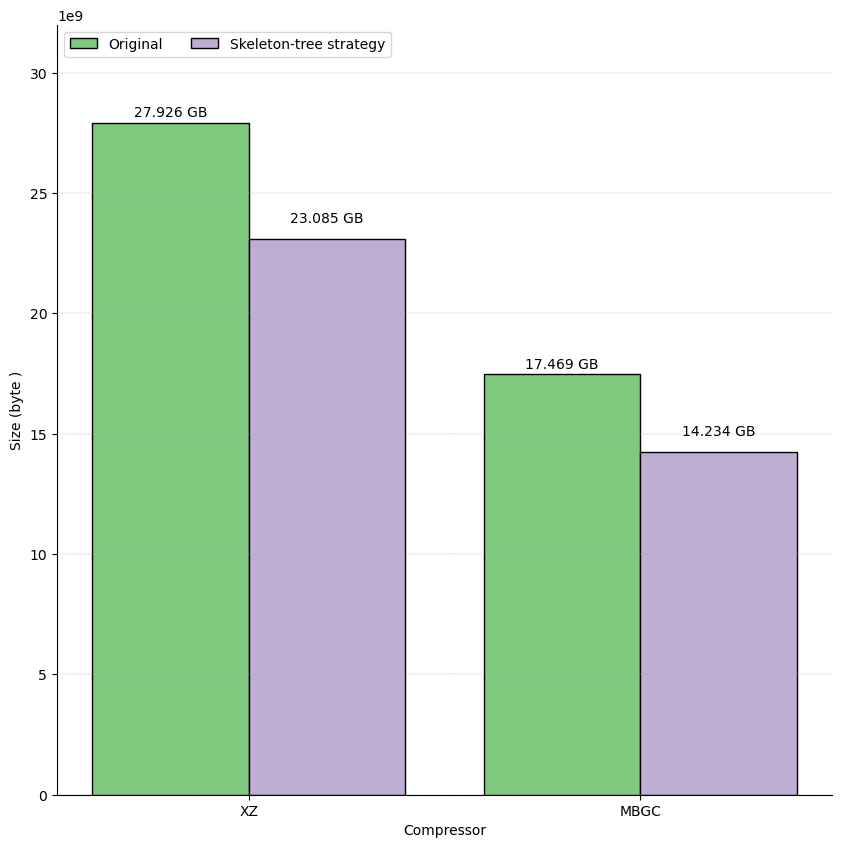 1e9
Original
Skeleton-tree strategy
30
27.926 GB
25
23.085 GB
20
17.469 GB
15
14.234 GB
10
5
0
Size (byte )
XZ
MBGC
Compressor